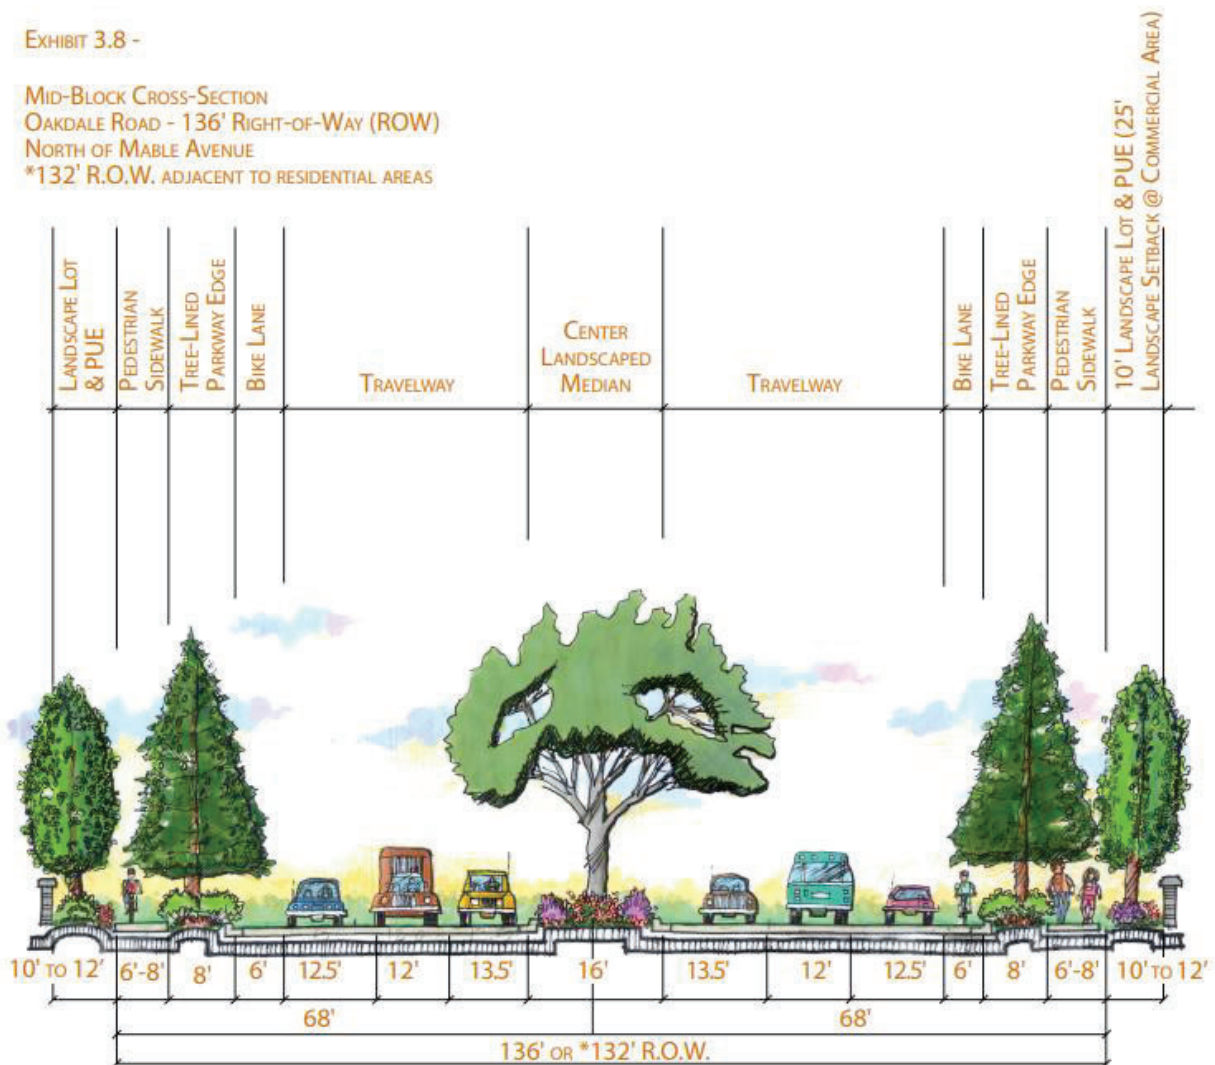 Exhibit 3.8 -
Mid-Block Cross-Section
Oakdale Road - 136' Right-of-Way (ROW)
North of Mable Avenue
*132' R.O.W. adjacent to residential areas
Landscape Lot
& PUE
Pedestrian
Sidewalk
Tree-Lined
Parkway Edge
Bike Lane
Travelway
Center
Landscaped
Median
Travelway
Bike Lane
Tree-Lined
Parkway Edge
Pedestrian
Sidewalk
10' Landscape Lot & PUE (25'
Landscape Setback @ Commercial Area)
10' to 12' 6'-8' 8' 6' 12.5' 12' 13.5' 16' 13.5' 12' 12.5' 6' 8' 6'-8' 10' to 12'
68' 68'
136' or *132' R.O.W.